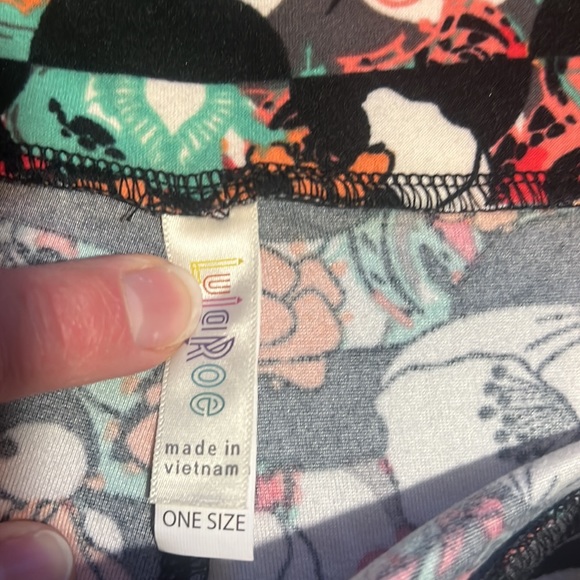 LulaRoe
made in
vietnam
ONE SIZE